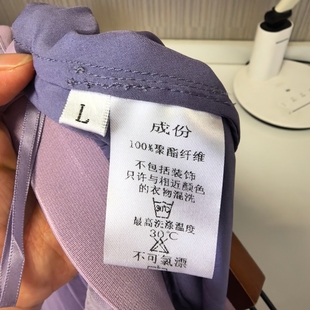 L
成份
100%聚酯纤维
不包括装饰
只许与相近颜色
的衣物混洗
最高洗涤温度
30℃
不可氯漂